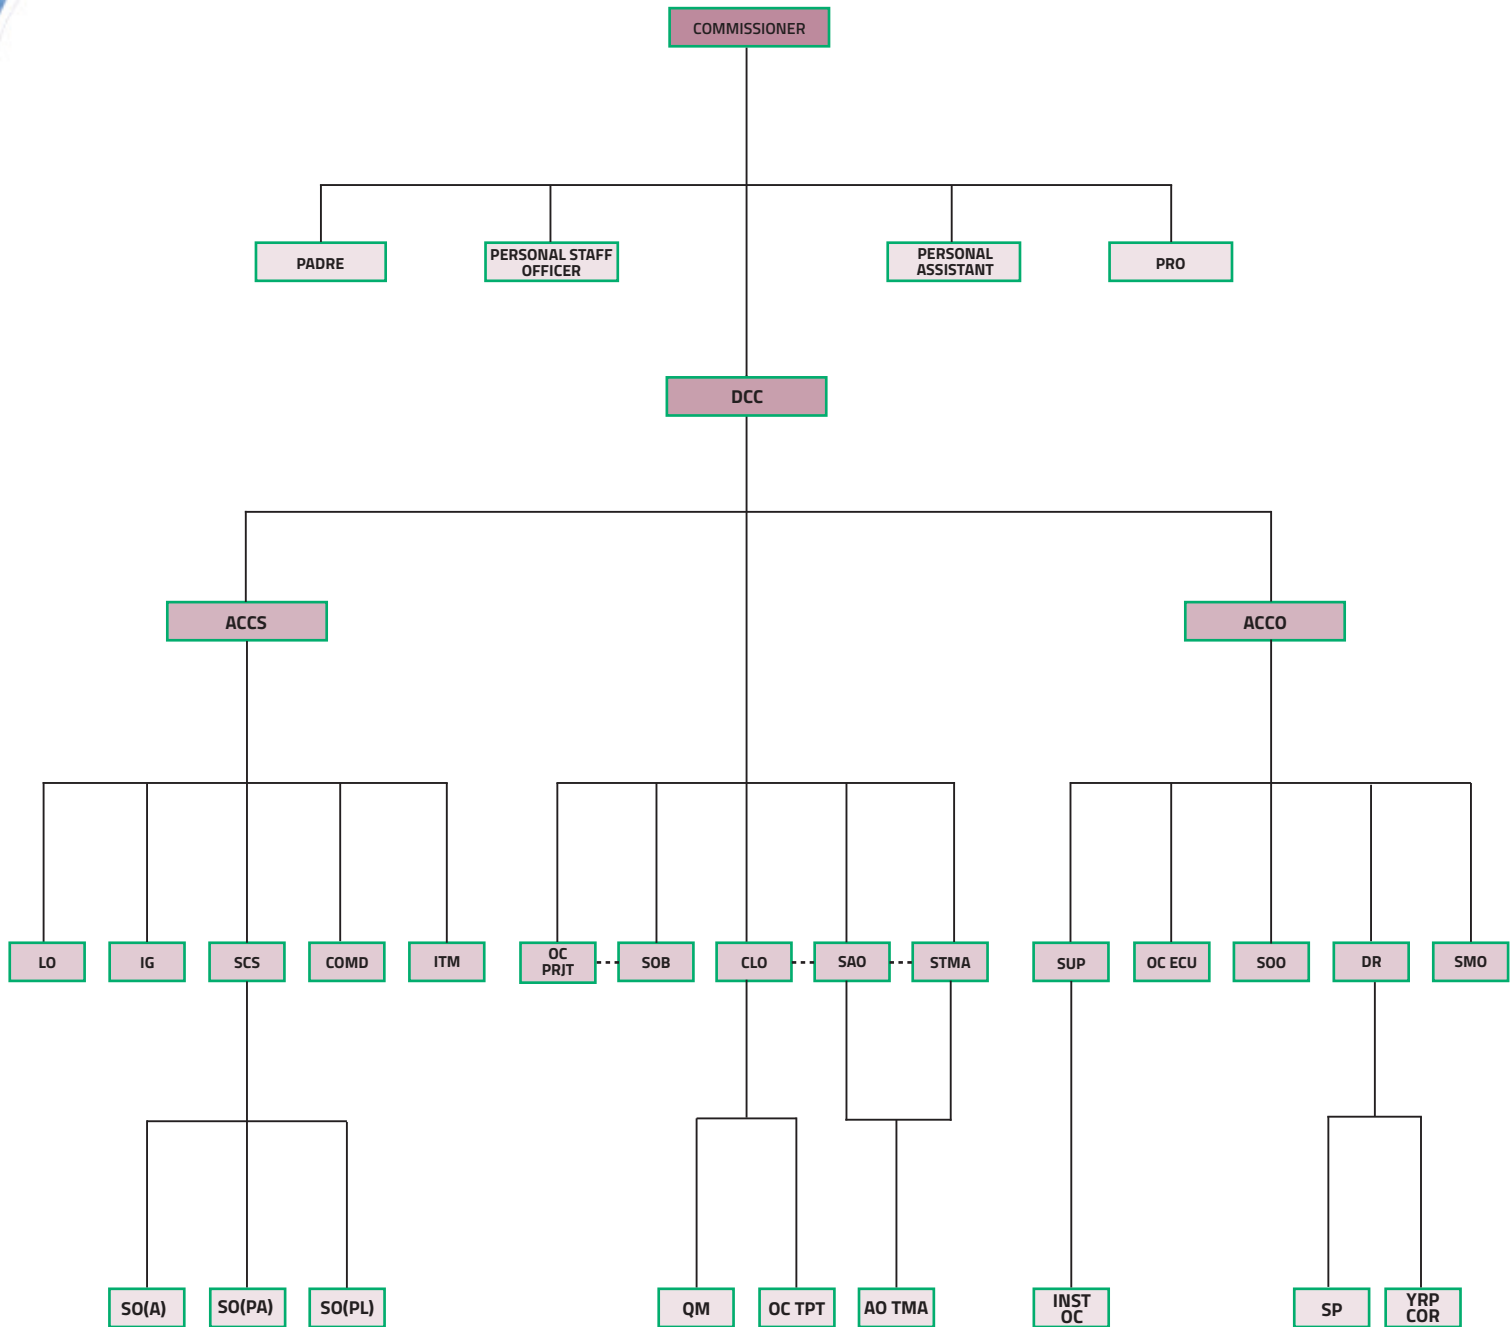 COMMISSIONER
PADRE
PERSONAL STAFF
OFFICER
PERSONAL
ASSISTANT
PRO
DCC
ACCS
ACCO
LO
IG
SCS
COMD
ITM
OC
PRJT
SOB
CLO
SAO
STMA
SUP
OC ECU
SOO
DR
SMO
SO(A)
SO(PA)
SO(PL)
QM
OC TPT
AO TMA
INST
OC
SP
YRP
COR